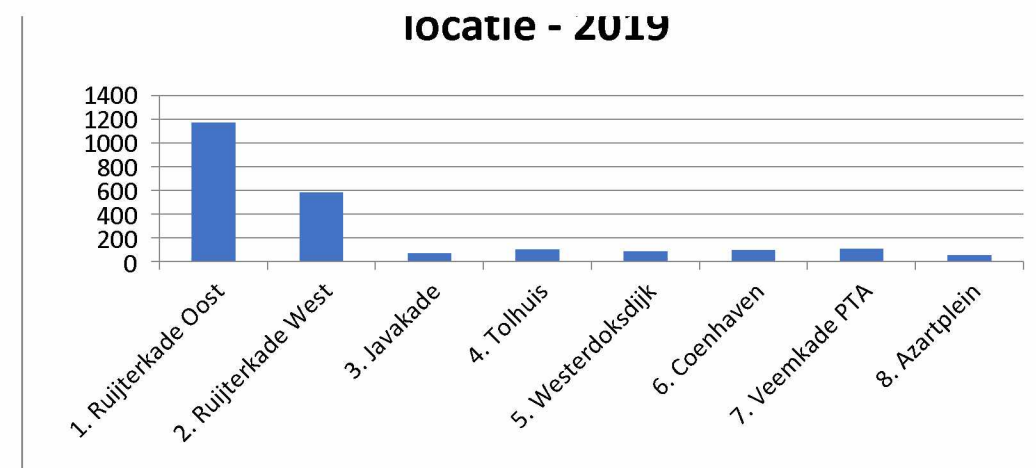 locatie - 2019
1400
1200
1000
800
600
400
200
0
1. Ruijterkade Oost
2. Ruijterkade West
3. Javakade
4. Tolhuis
5. Westerdoksdijk
6. Coenhaven
7. Veemkade PTA
8. Azartplein